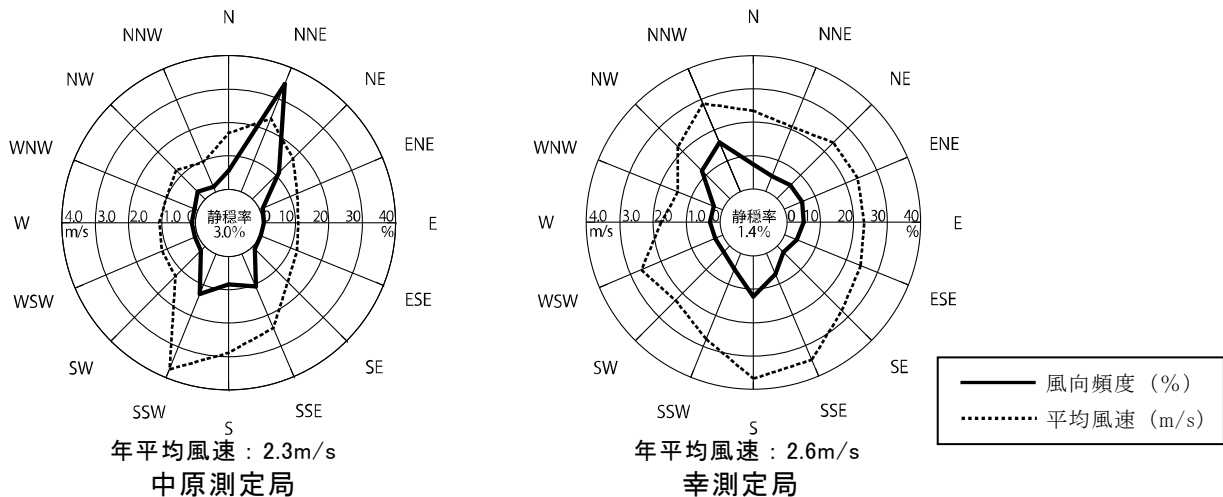 N
NNE
NE
ENE
E
ESE
SE
SSE
S
SSW
SW
WSW
W
WNW
NW
NNW
4.0 3.0 2.0 1.0 0 0 10 20 30 40
m/s %
静穏率
3.0%
年平均風速：2.3m/s
中原測定局
N
NNE
NE
ENE
E
ESE
SE
SSE
S
SSW
SW
WSW
W
WNW
NW
NNW
4.0 3.0 2.0 1.0 0 0 10 20 30 40
m/s %
静穏率
1.4%
年平均風速：2.6m/s
幸測定局
風向頻度（%）
平均風速（m/s）